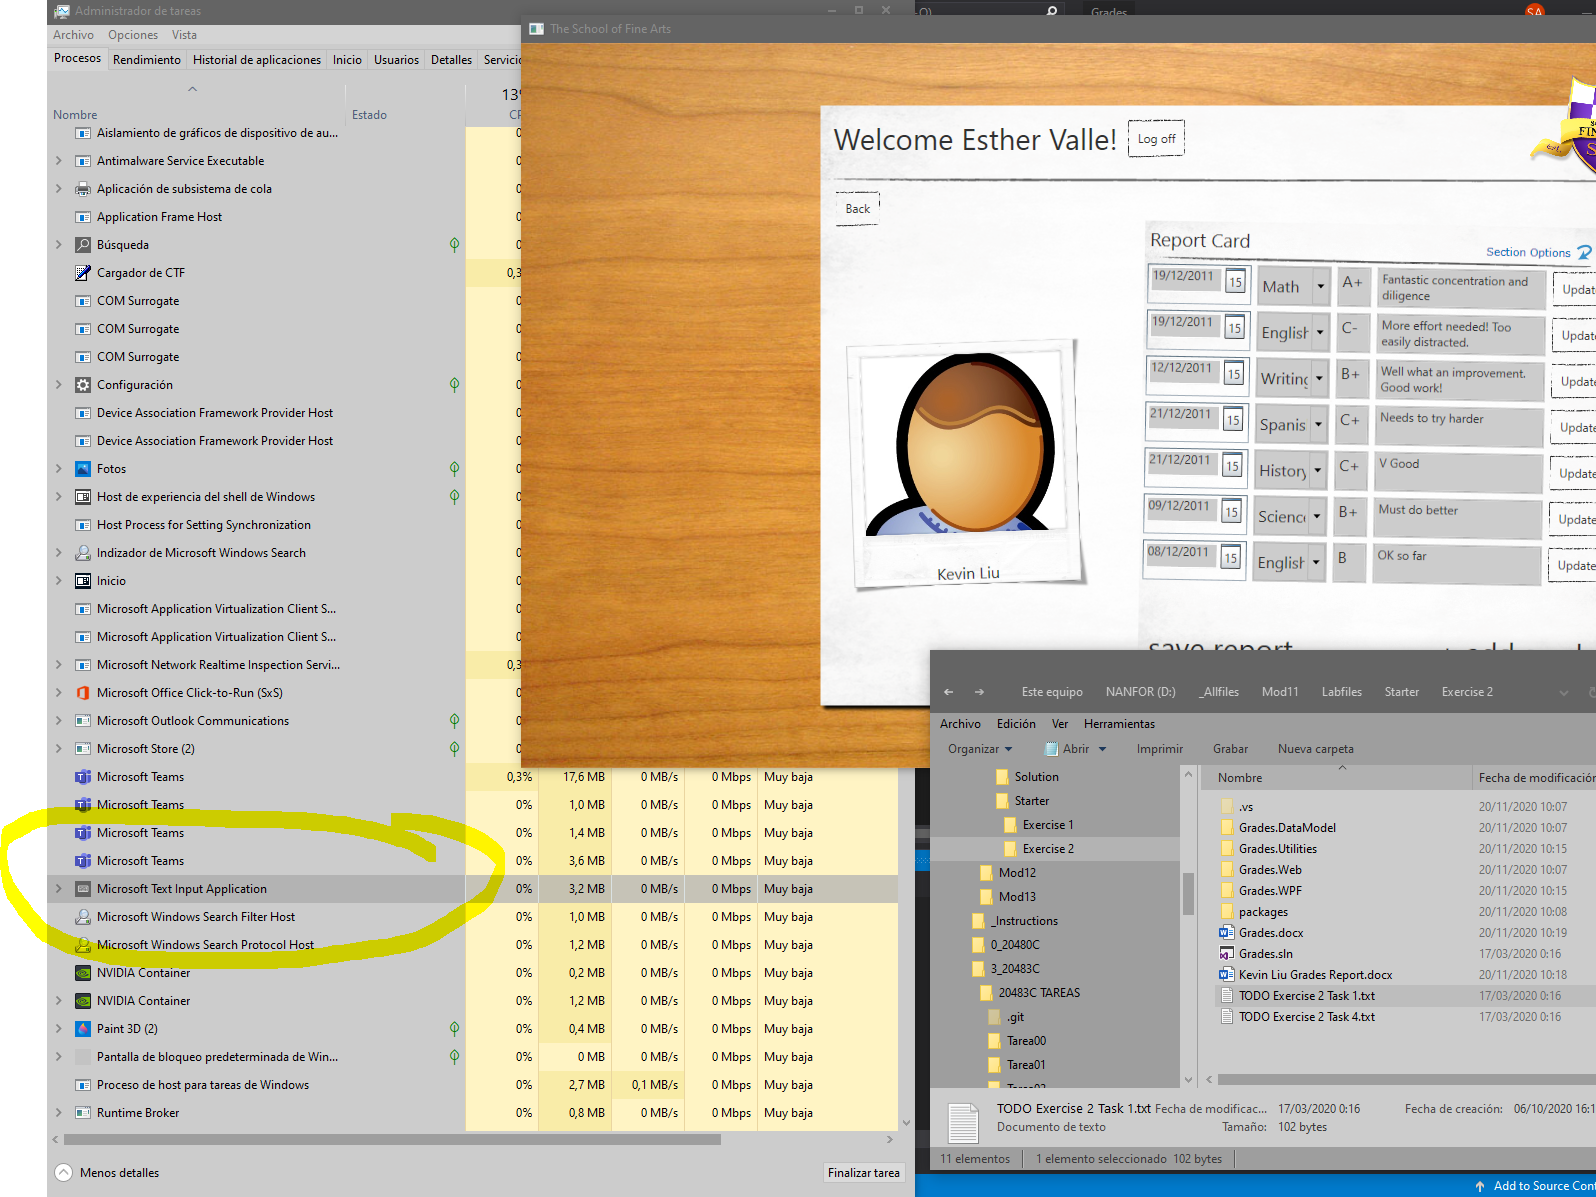 Administrador de tareas
Archivo Opciones Vista
Procesos Rendimiento Historial de aplicaciones Inicio Usuarios Detalles
13%
Nombre Estado
Aislamiento de gráficos de dispositivo de au...
Antimalware Service Executable
Aplicación de subsistema de cola
Application Frame Host
Búsqueda
Cargador de CTF 0,3
COM Surrogate
COM Surrogate
COM Surrogate
Configuración
Device Association Framework Provider Host
Device Association Framework Provider Host
Fotos
Host de experiencia del shell de Windows
Host Process for Setting Synchronization
Indizador de Microsoft Windows Search
Inicio
Microsoft Application Virtualization Client S...
Microsoft Application Virtualization Client S...
Microsoft Network Realtime Inspection Servi... 0,3
Microsoft Office Click-to-Run (SxS)
Microsoft Outlook Communications
Microsoft Store (2)
Microsoft Teams 0,3% 17,6 MB 0 MB/s 0 Mbps Muy baja
Microsoft Teams 0% 1,0 MB 0 MB/s 0 Mbps Muy baja
Microsoft Teams 0% 1,4 MB 0 MB/s 0 Mbps Muy baja
Microsoft Teams 0% 3,6 MB 0 MB/s 0 Mbps Muy baja
Microsoft Text Input Application 0% 3,2 MB 0 MB/s 0 Mbps Muy baja
Microsoft Windows Search Filter Host 0% 1,0 MB 0 MB/s 0 Mbps Muy baja
Microsoft Windows Search Protocol Host 0% 1,2 MB 0 MB/s 0 Mbps Muy baja
NVIDIA Container 0% 0,2 MB 0 MB/s 0 Mbps Muy baja
NVIDIA Container 0% 1,2 MB 0 MB/s 0 Mbps Muy baja
Paint 3D (2) 0% 0,4 MB 0 MB/s 0 Mbps Muy baja
Pantalla de bloqueo predeterminada de Win... 0% 0 MB 0 MB/s 0 Mbps Muy baja
Proceso de host para tareas de Windows 0% 2,7 MB 0,1 MB/s 0 Mbps Muy baja
Runtime Broker 0% 0,8 MB 0 MB/s 0 Mbps Muy baja
Menos detalles Finalizar tarea
Grades SA
The School of Fine Arts
Welcome Esther Valle! Log off
Back
Kevin Liu
Report Card
Section Options
19/12/2011 15 Math A+ Fantastic concentration and
diligence
19/12/2011 15 English C- More effort needed! Too
easily distracted.
12/12/2011 15 Writing B+ Well what an improvement.
Good work!
21/12/2011 15 Spanis C+ Needs to try harder
21/12/2011 15 History C+ V Good
09/12/2011 15 Scienc B+ Must do better
08/12/2011 15 English B OK so far
save report
Este equipo NANFOR (D:) _Allfiles Mod11 Labfiles Starter Exercise 2
Archivo Edición Ver Herramientas
Organizar Abrir Imprimir Grabar Nueva carpeta
Solution
Starter
Exercise 1
Exercise 2
Mod12
Mod13
_Instructions
0_20480C
3_20483C
20483C TAREAS
.git
Tarea00
Tarea01
Nombre Fecha de modificación
.vs 20/11/2020 10:07
Grades.DataModel 20/11/2020 10:07
Grades.Utilities 20/11/2020 10:15
Grades.Web 20/11/2020 10:07
Grades.WPF 20/11/2020 10:15
packages 20/11/2020 10:08
Grades.docx 20/11/2020 10:19
Grades.sln 17/03/2020 0:16
Kevin Liu Grades Report.docx 20/11/2020 10:18
TODO Exercise 2 Task 1.txt 17/03/2020 0:16
TODO Exercise 2 Task 4.txt 17/03/2020 0:16
TODO Exercise 2 Task 1.txt Fecha de modificac... 17/03/2020 0:16 Fecha de creación: 06/10/2020 16:1
Documento de texto Tamaño: 102 bytes
11 elementos 1 elemento seleccionado 102 bytes
Add to Source Cont